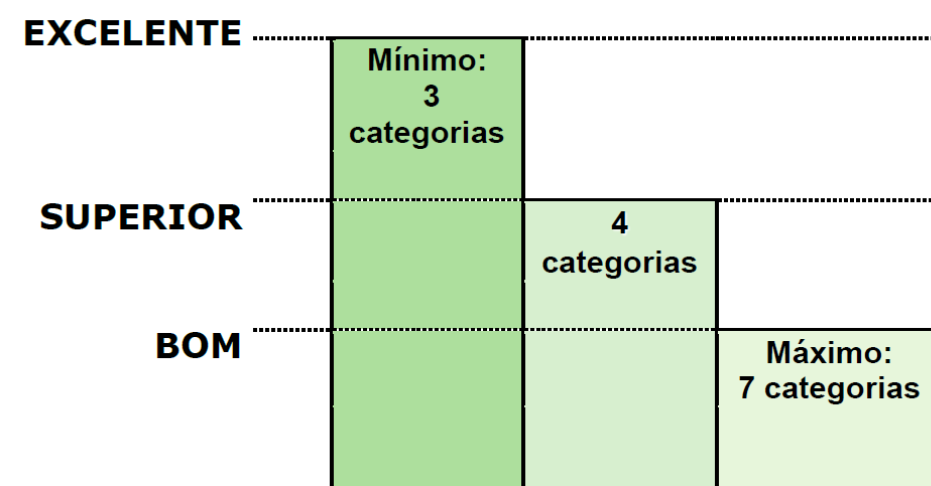 EXCELENTE
Mínimo:
3
categorias
SUPERIOR
4
categorias
BOM
Máximo:
7 categorias